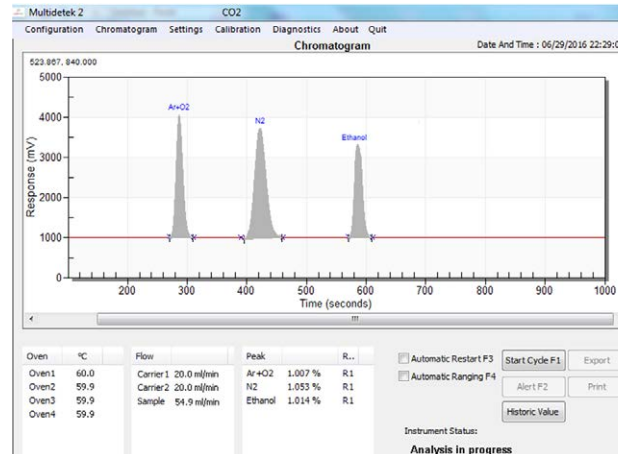 Multidetek 2 CO2
Configuration Chromatogram Settings Calibration Diagnostics About Quit
Chromatogram Date And Time : 06/29/2016 22:29:0
523.867, 840.000
5000
4000
3000
2000
1000
0
Response (mV)
Ar+O2
N2
Ethanol
200 300 400 500 600 700 800 900 1000
Time (seconds)
Oven °C
Oven1 60.0
Oven2 59.9
Oven3 59.9
Oven4 59.9
Flow
Carrier1 20.0 ml/min
Carrier2 20.0 ml/min
Sample 54.9 ml/min
Peak R..
Ar+O2 1.007 % R1
N2 1.053 % R1
Ethanol 1.014 % R1
Automatic Restart F3
Automatic Ranging F4
Start Cycle F1 Export
Alert F2 Print
Historic Value
Instrument Status:
Analysis in progress